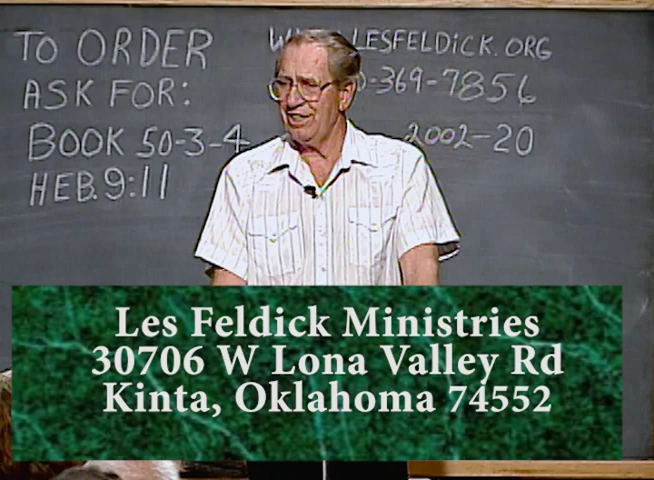 TO ORDER
ASK FOR:
BOOK 50-3-4
HEB. 9:11
LESFELDICK.ORG
-369-7856
2002-20
Les Feldick Ministries
30706 W Lona Valley Rd
Kinta, Oklahoma 74552